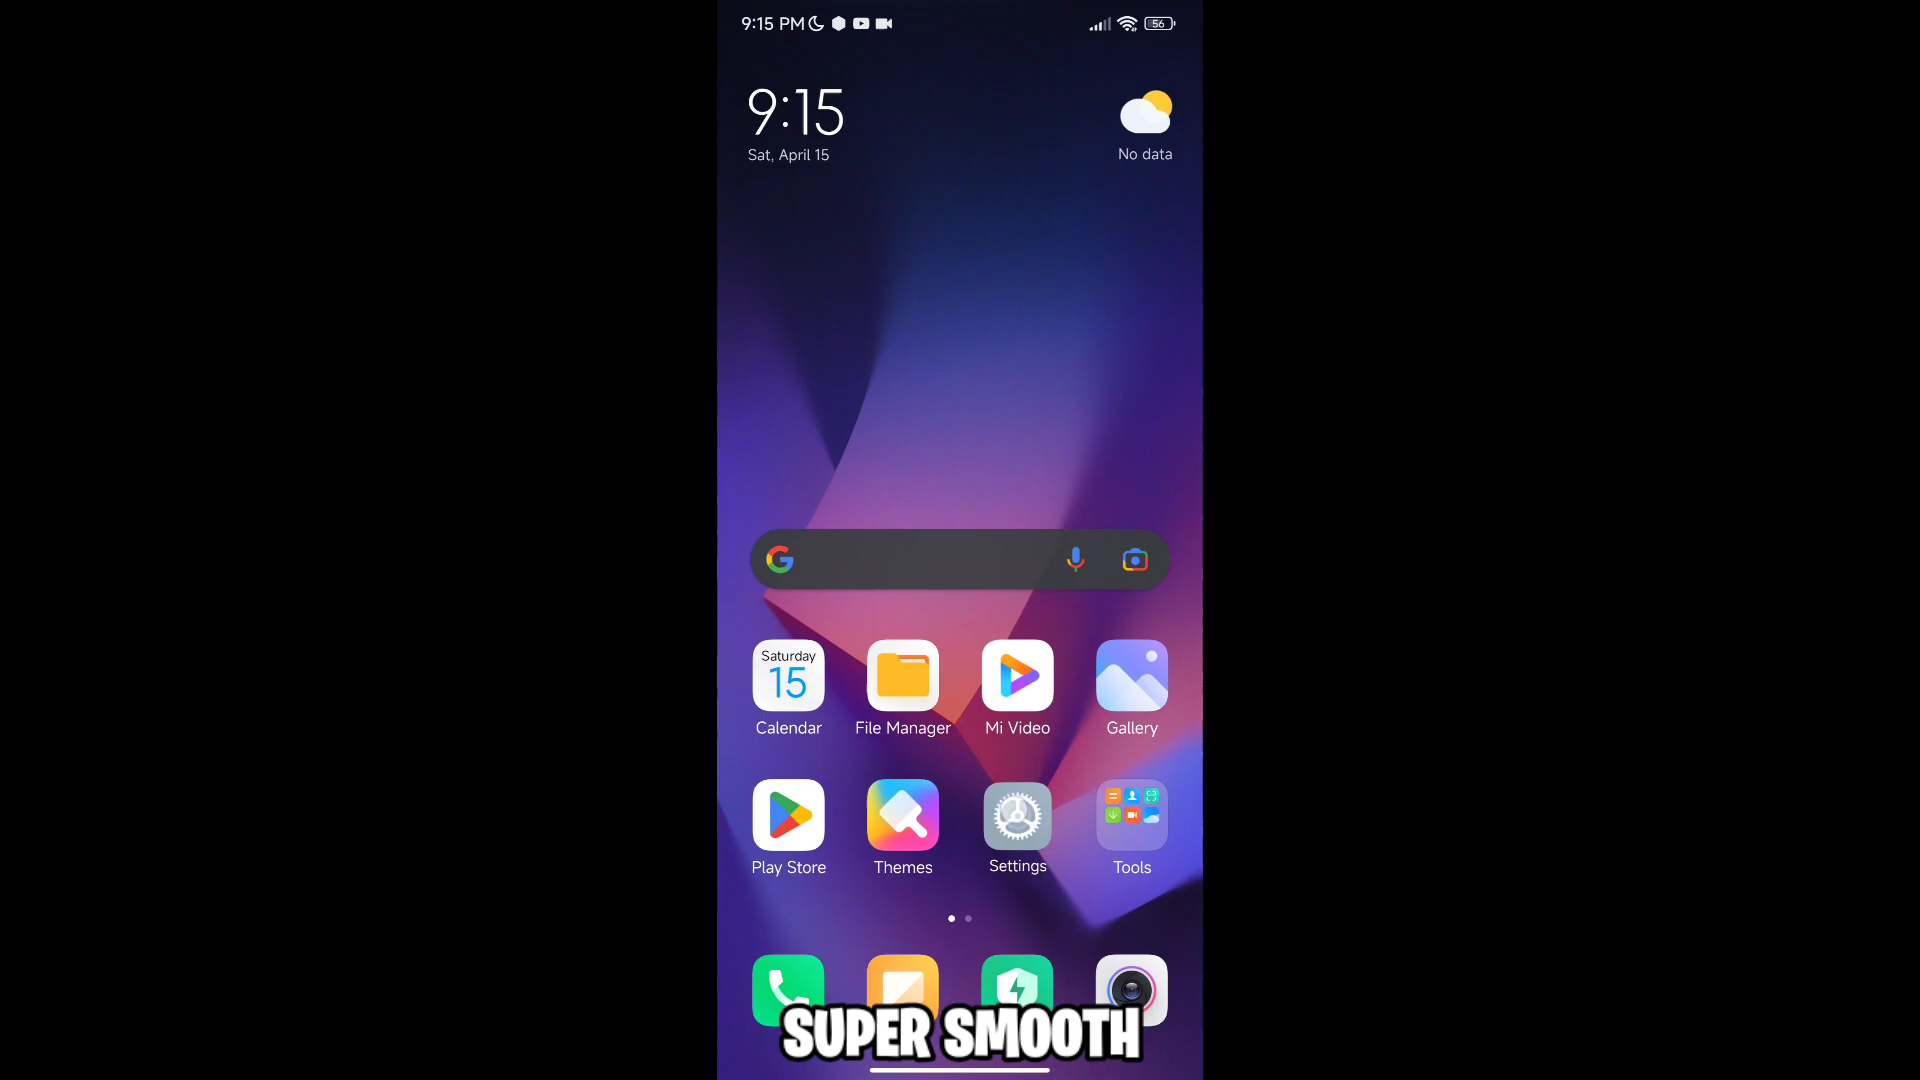 9:15 PM
56
9:15
Sat, April 15
No data
Saturday
15
Calendar
File Manager
Mi Video
Gallery
Play Store
Themes
Settings
Tools
SUPER SMOOTH